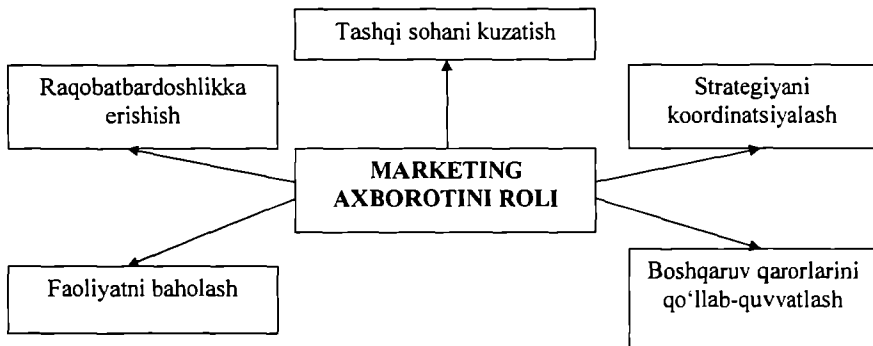 Tashqi sohani kuzatish
Raqobatbardoshlikka
erishish
Strategiyani
koordinatsiyalash
MARKETING
AXBOROTINI ROLI
Faoliyatni baholash
Boshqaruv qarorlarini
qo‘llab-quvvatlash